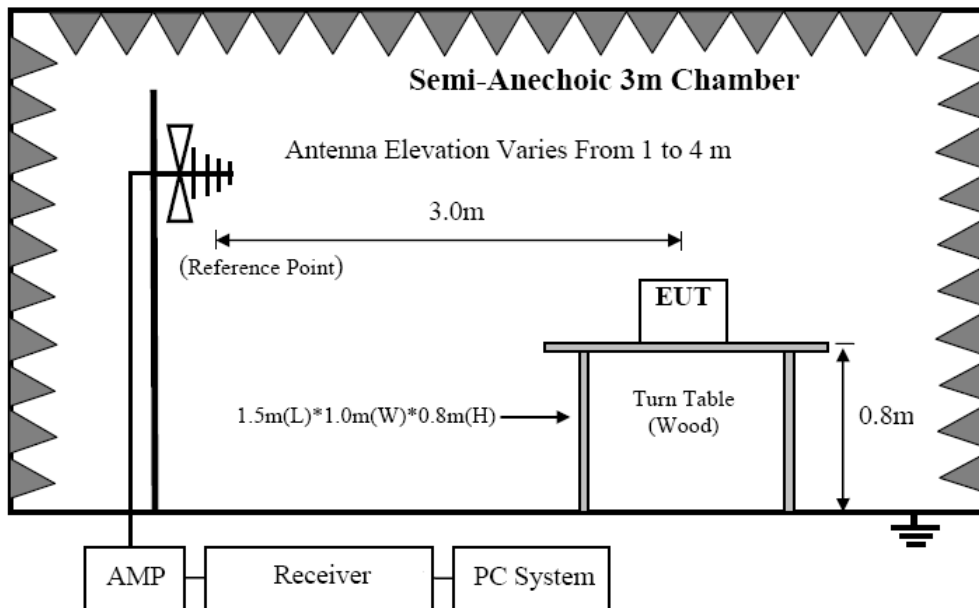 Semi-Anechoic 3m Chamber
Antenna Elevation Varies From 1 to 4 m
3.0m
(Reference Point)
EUT
1.5m(L)*1.0m(W)*0.8m(H)
Turn Table
(Wood)
0.8m
AMP
Receiver
PC System